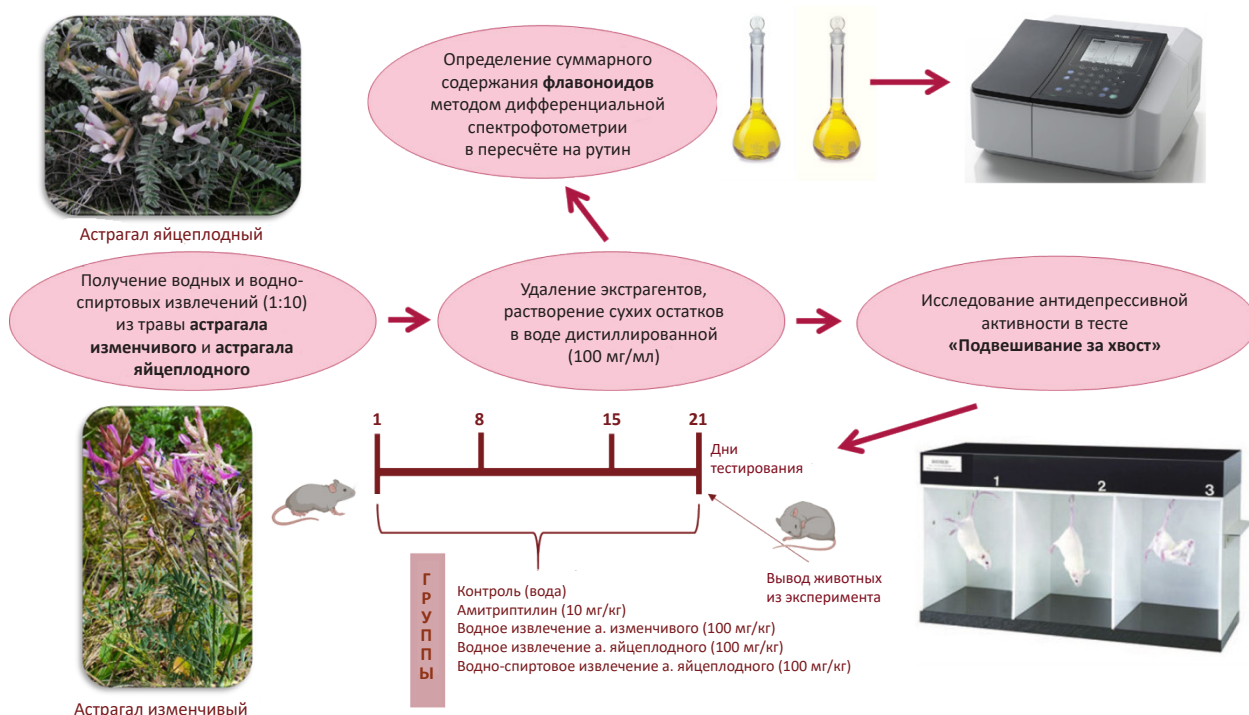 Определение суммарного
содержания флавоноидов
методом дифференциальной
спектрофотометрии
в пересчёте на рутин
Астрагал яйцеплодный
Получение водных и водно-
спиртовых извлечений (1:10)
из травы астрагала
изменчивого и астрагала
яйцеплодного
Удаление экстрагентов,
растворение сухих остатков
в воде дистиллированной
(100 мг/мл)
Исследование антидепрессивной
активности в тесте
«Подвешивание за хвост»
1 8 15 21
Дни
тестирования
Вывод животных
из эксперимента
ГРУППЫ
Контроль (вода)
Амитриптилин (10 мг/кг)
Водное извлечение а. изменчивого (100 мг/кг)
Водное извлечение а. яйцеплодного (100 мг/кг)
Водно-спиртовое извлечение а. яйцеплодного (100 мг/кг)
1 2 3
Астрагал изменчивый